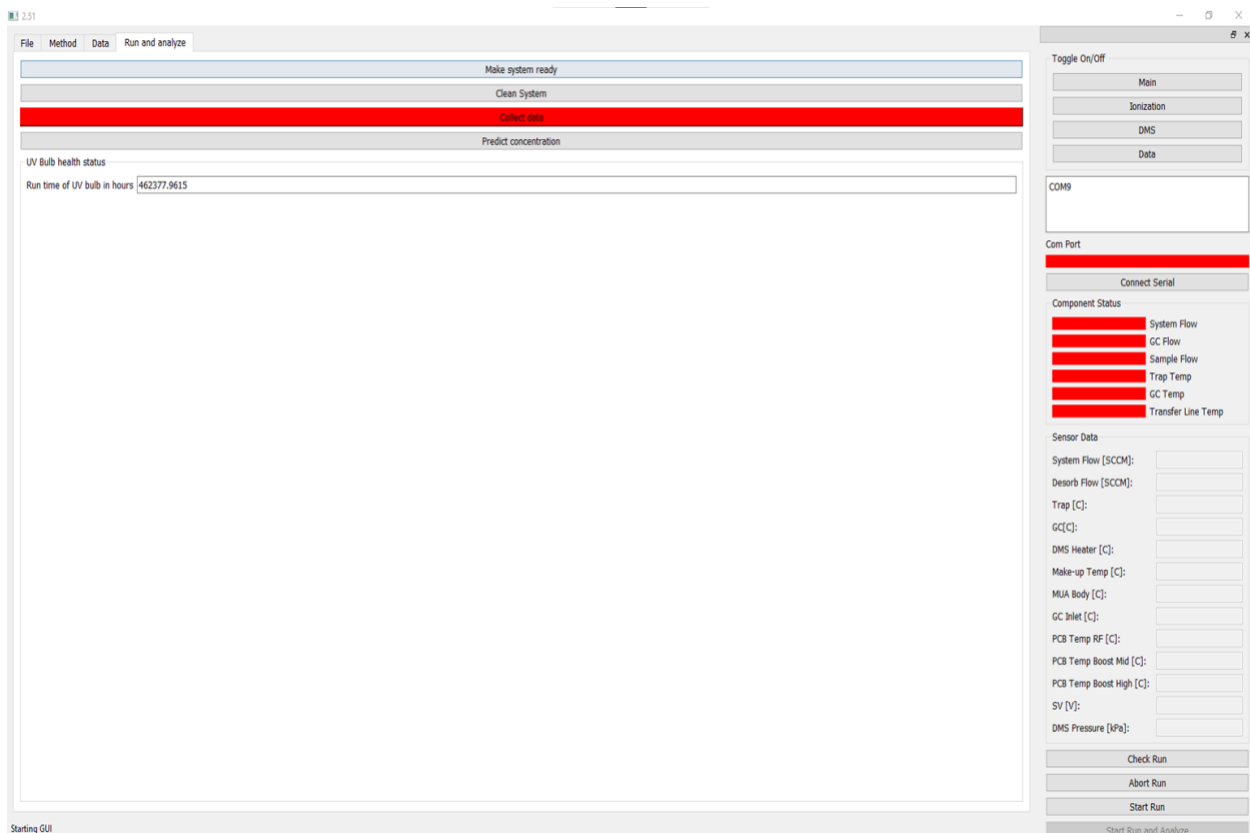 2.51
File Method Data Run and analyze
Make system ready
Clean System
Collect data
Predict concentration
UV Bulb health status
Run time of UV bulb in hours 462377.9615
Toggle On/Off
Main
Ionization
DMS
Data
COM9
Com Port
Connect Serial
Component Status
System Flow
GC Flow
Sample Flow
Trap Temp
GC Temp
Transfer Line Temp
Sensor Data
System Flow [SCCM]:
Desorb Flow [SCCM]:
Trap [C]:
GC[C]:
DMS Heater [C]:
Make-up Temp [C]:
MUA Body [C]:
GC Inlet [C]:
PCB Temp RF [C]:
PCB Temp Boost Mid [C]:
PCB Temp Boost High [C]:
SV [V]:
DMS Pressure [kPa]:
Check Run
Abort Run
Start Run
Start Run and Analyze
Starting GUI